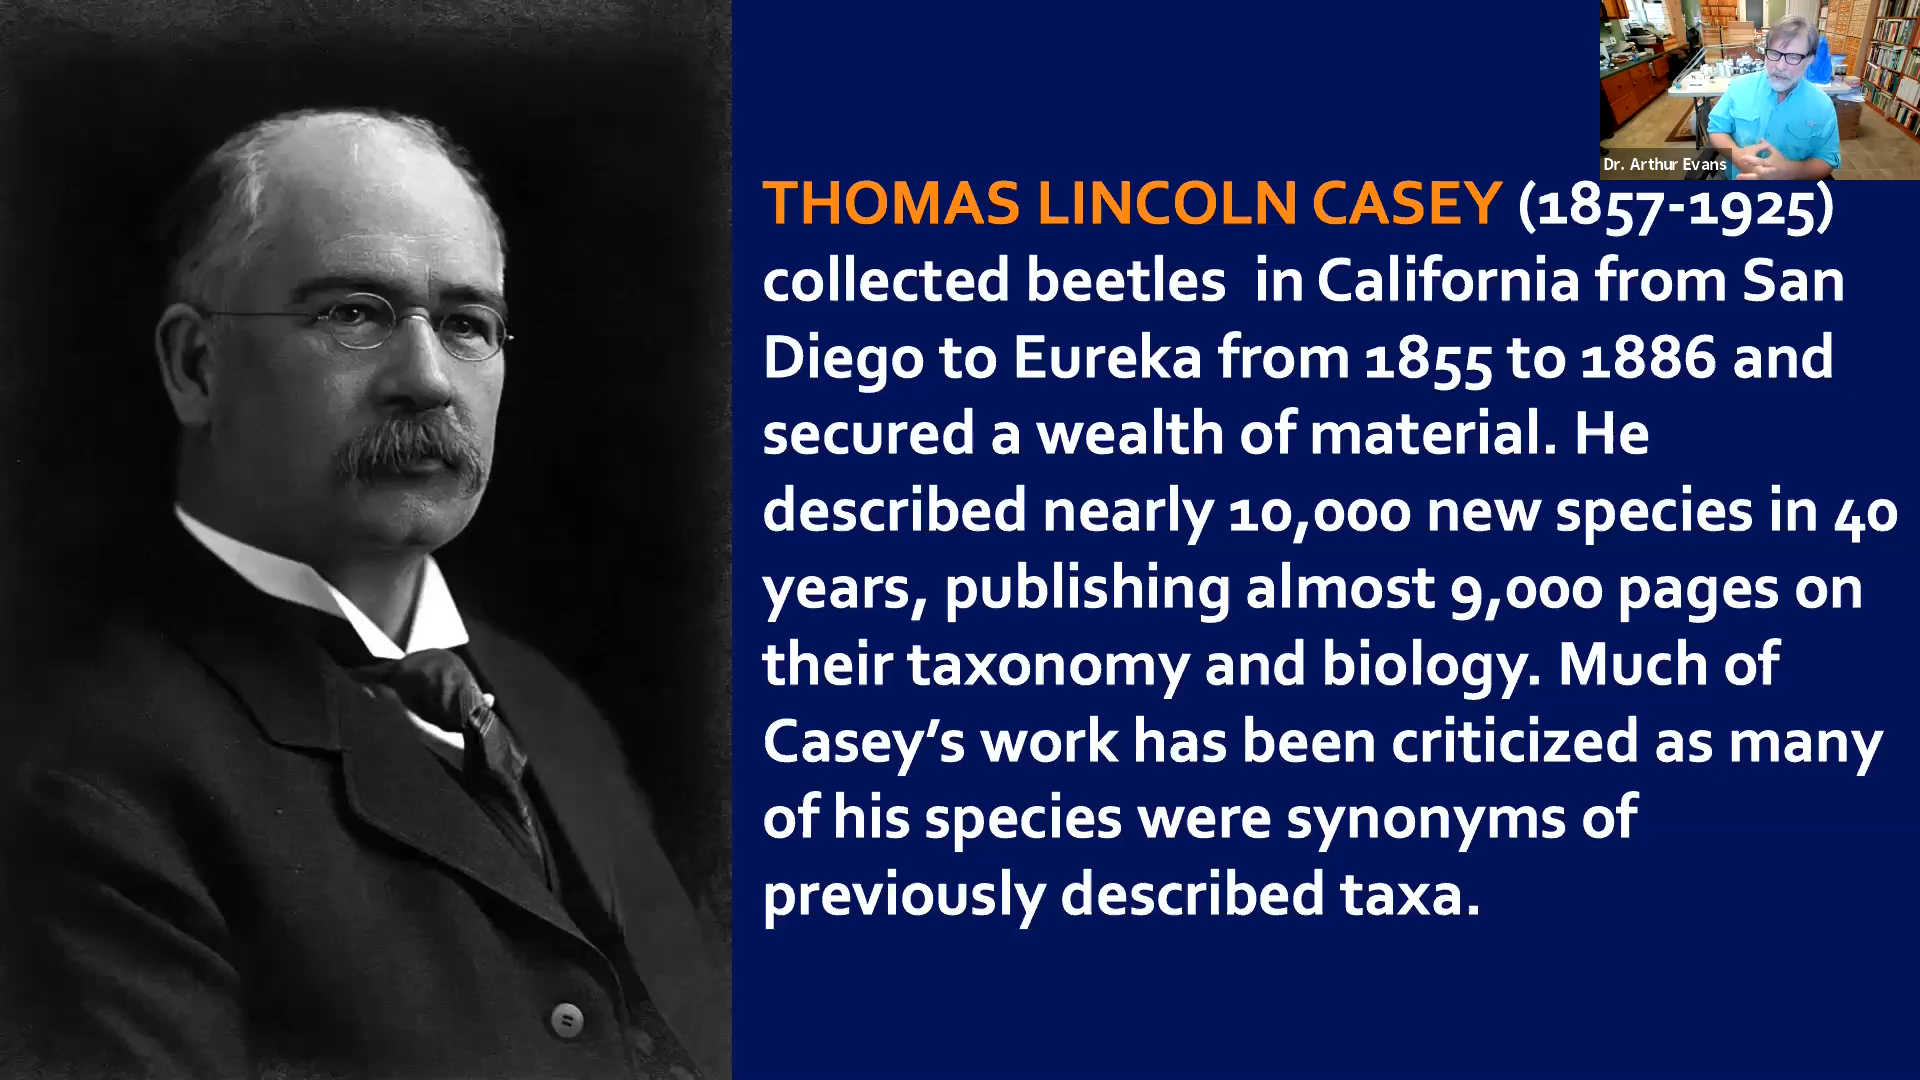 Dr. Arthur Evans
THOMAS LINCOLN CASEY (1857-1925)
collected beetles in California from San
Diego to Eureka from 1855 to 1886 and
secured a wealth of material. He
described nearly 10,000 new species in 40
years, publishing almost 9,000 pages on
their taxonomy and biology. Much of
Casey’s work has been criticized as many
of his species were synonyms of
previously described taxa.